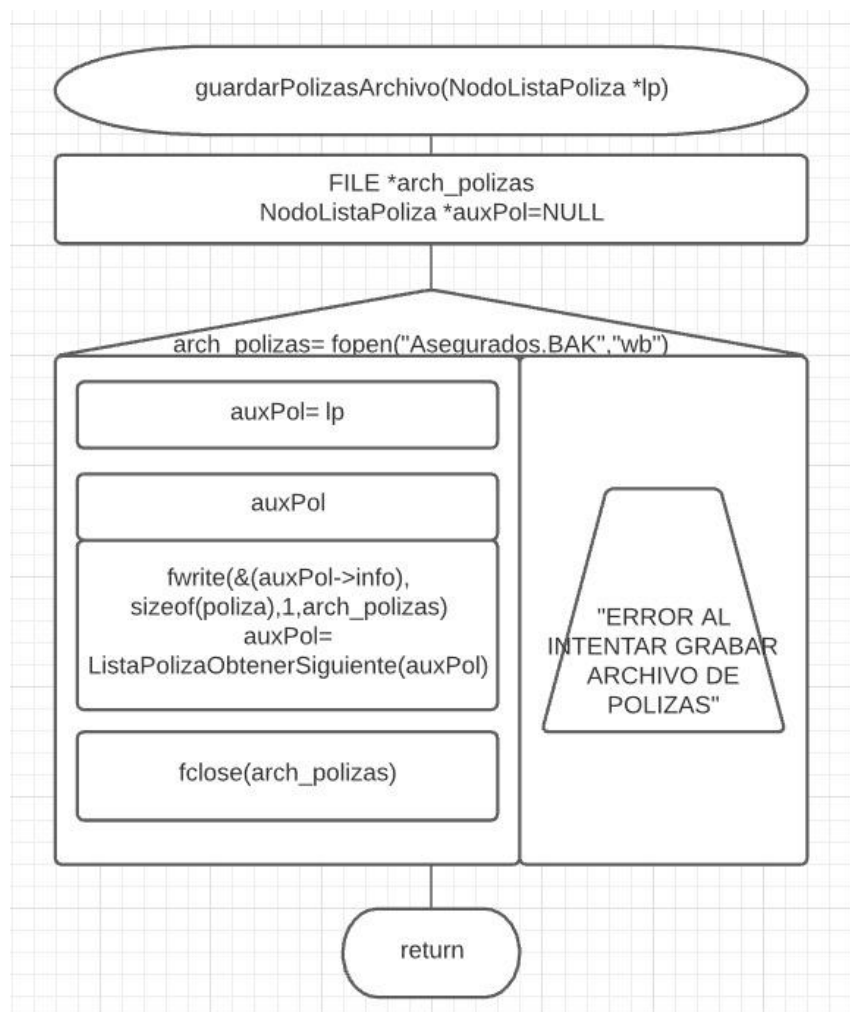 guardarPolizasArchivo(NodoListaPoliza *lp)
FILE *arch_polizas
NodoListaPoliza *auxPol=NULL
arch_polizas= fopen("Asegurados.BAK","wb")
auxPol= lp
auxPol
fwrite(&(auxPol->info),
sizeof(poliza),1,arch_polizas)
auxPol=
ListaPolizaObtenerSiguiente(auxPol)
fclose(arch_polizas)
"ERROR AL
INTENTAR GRABAR
ARCHIVO DE
POLIZAS"
return